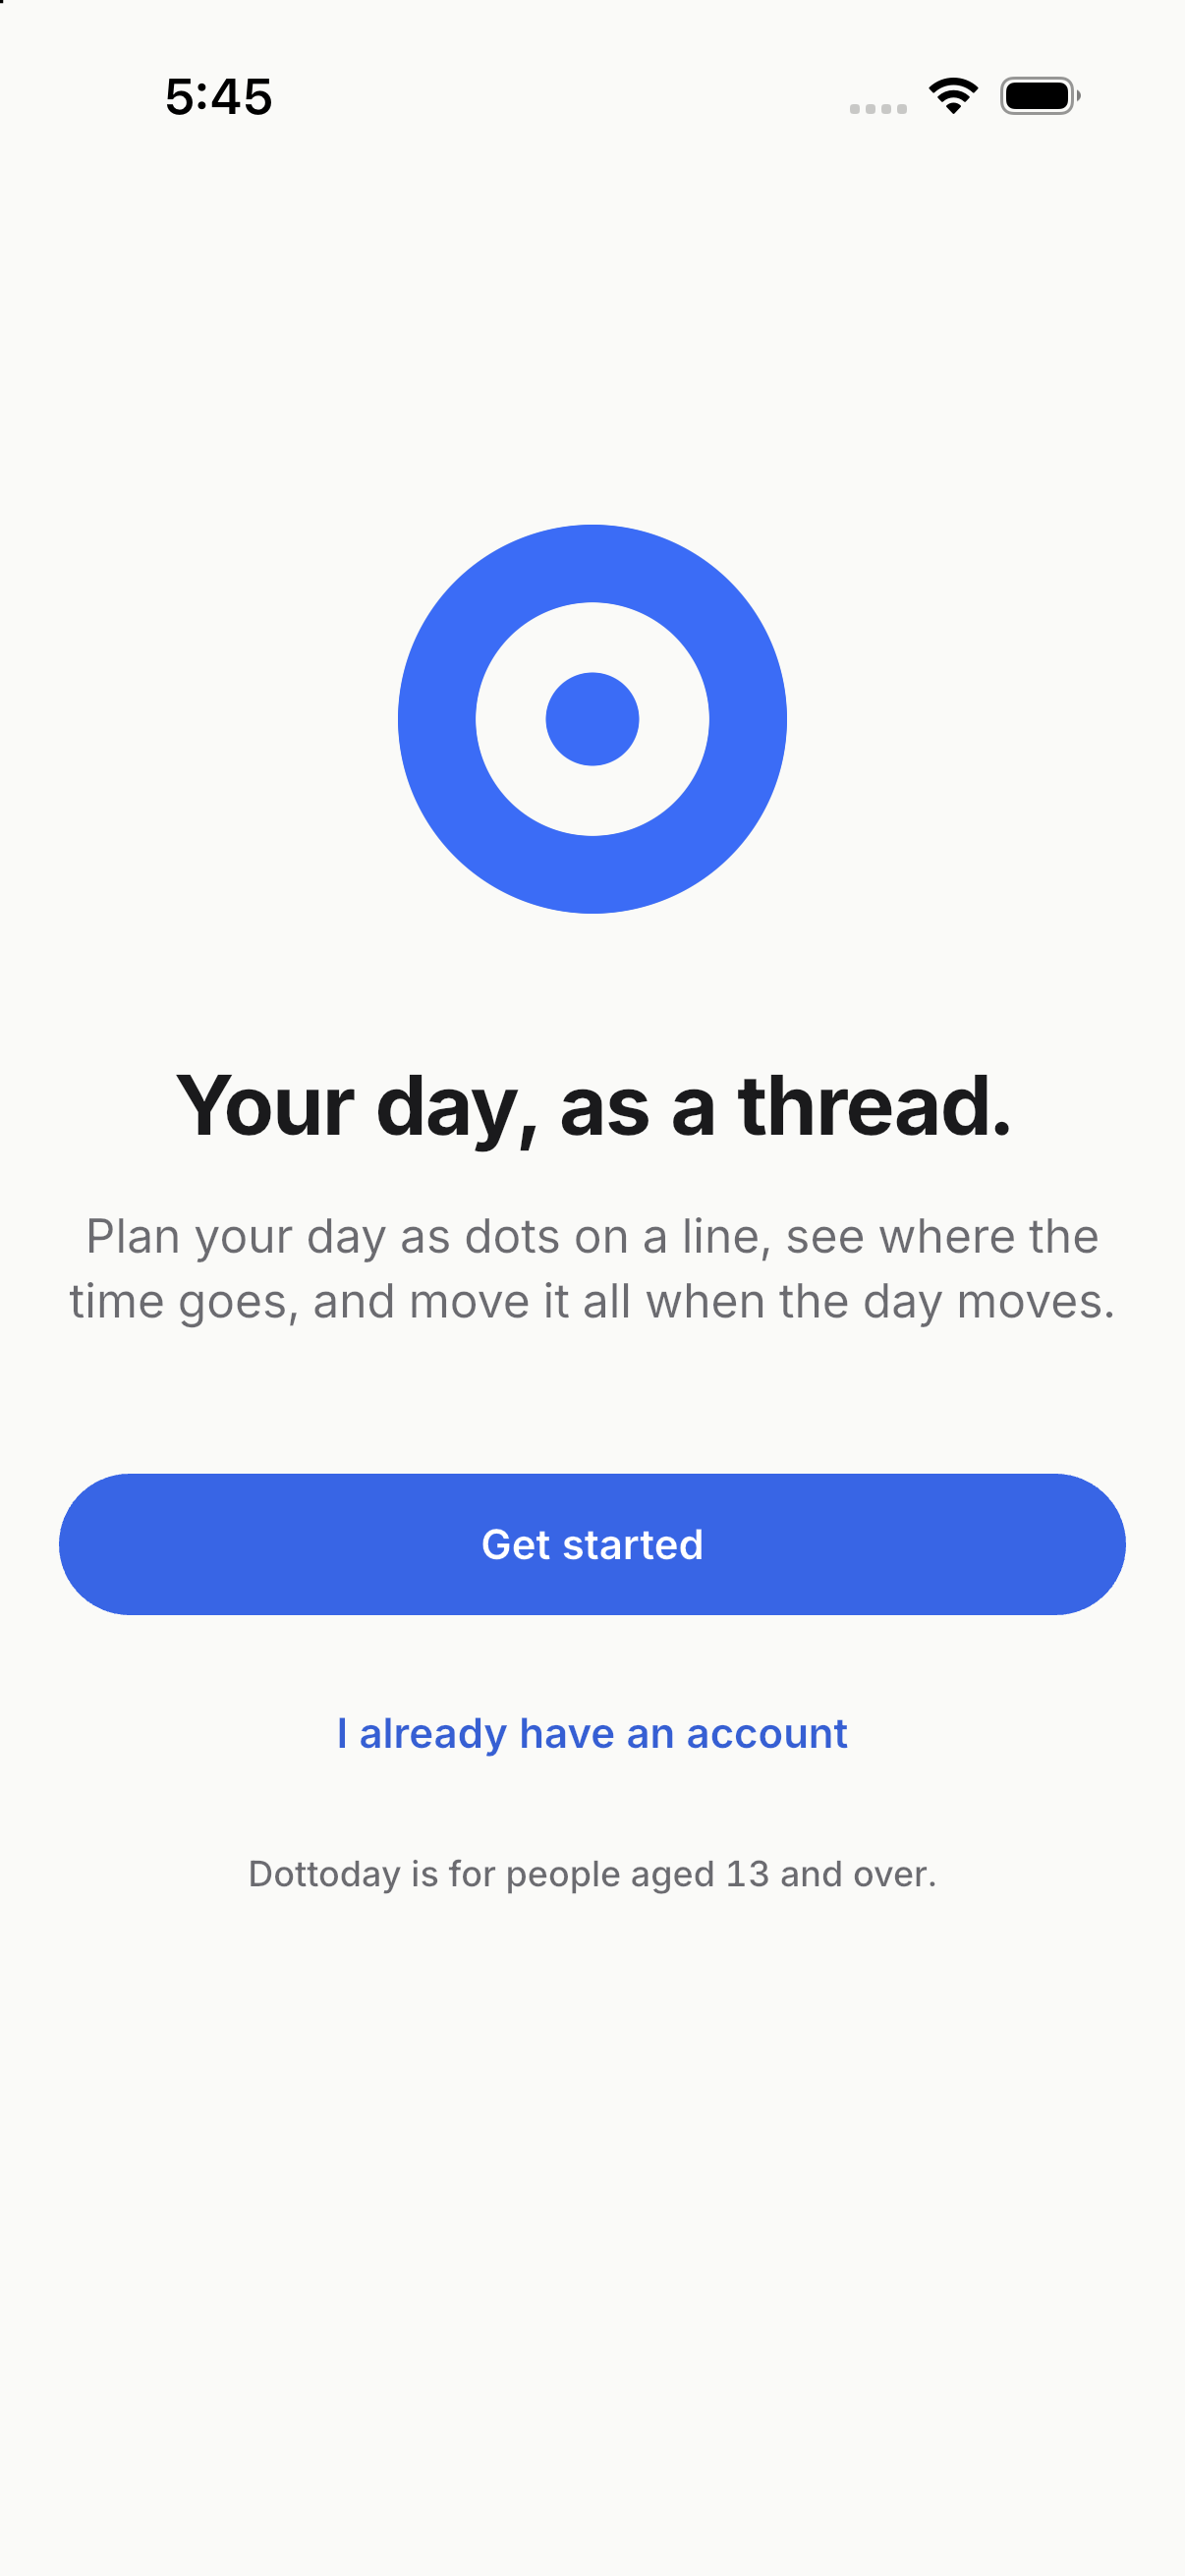 5:45
Your day, as a thread.
Plan your day as dots on a line, see where the
time goes, and move it all when the day moves.
Get started
I already have an account
Dottoday is for people aged 13 and over.